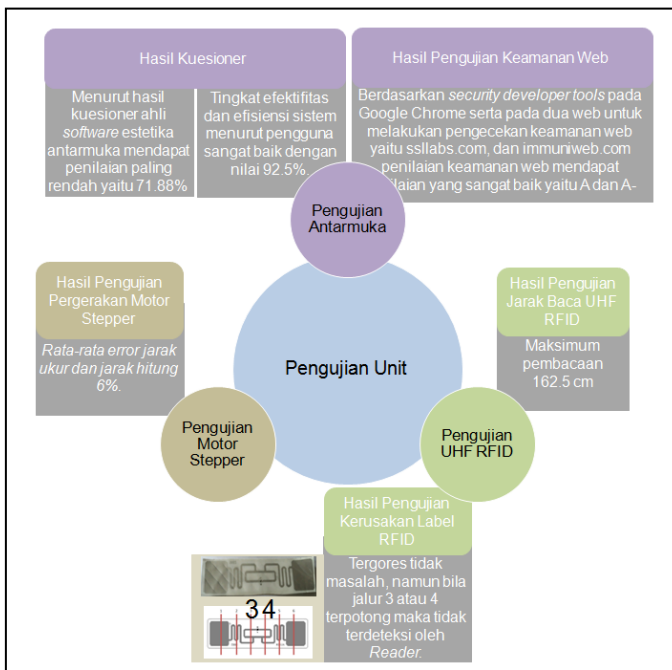 Hasil Kuesioner
Menurut hasil
kuesioner ahli
software estetika
antarmuka mendapat
penilaian paling
rendah yaitu 71.88%
Tingkat efektifitas
dan efisiensi sistem
menurut pengguna
sangat baik dengan
nilai 92.5%.
Hasil Pengujian Keamanan Web
Berdasarkan security developer tools pada
Google Chrome serta pada dua web untuk
melakukan pengecekan keamanan web
yaitu ssllabs.com, dan immuniweb.com
penilaian keamanan web mendapat
yang sangat baik yaitu A dan A-
Pengujian
Antarmuka
Hasil Pengujian
Pergerakan Motor
Stepper
Rata-rata error jarak
ukur dan jarak hitung
6%.
Hasil Pengujian
Jarak Baca UHF
RFID
Maksimum
pembacaan
162.5 cm
Pengujian Unit
Pengujian
Motor
Stepper
Pengujian
UHF RFID
Hasil Pengujian
Kerusakan Label
RFID
Tergores tidak
masalah, namun bila
jalur 3 atau 4
terpotong maka tidak
terdeteksi oleh
Reader.
34